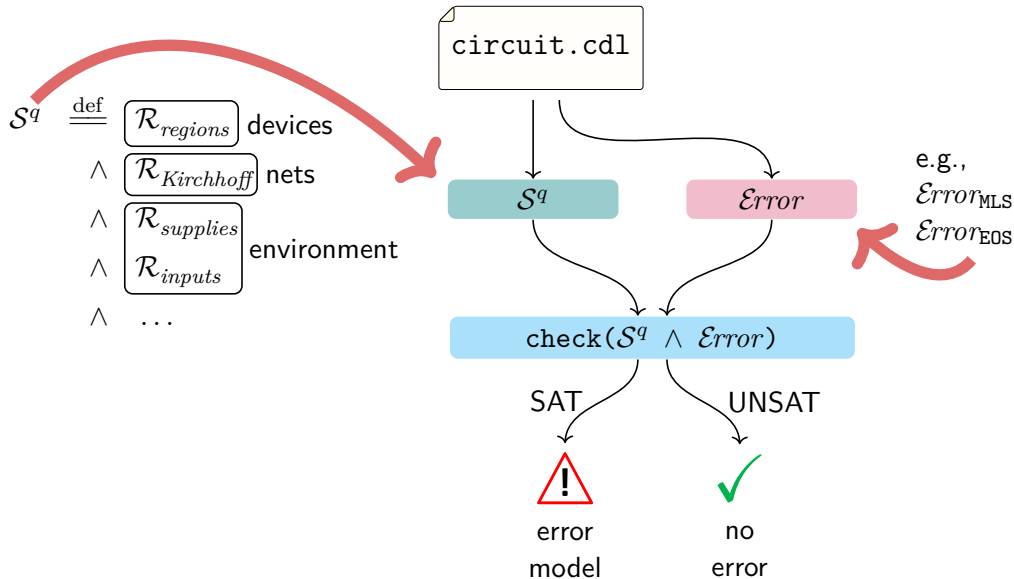 circuit.cdl
𝒮^q ≝ ℛ_regions devices
∧ ℛ_Kirchhoff nets
∧ ℛ_supplies
environment
∧ ℛ_inputs
∧ ...
𝒮^q
ℰrror
e.g.,
ℰrror_MLS
ℰrror_EOS
check(𝒮^q ∧ ℰrror)
SAT
UNSAT
!
error
model
no
error